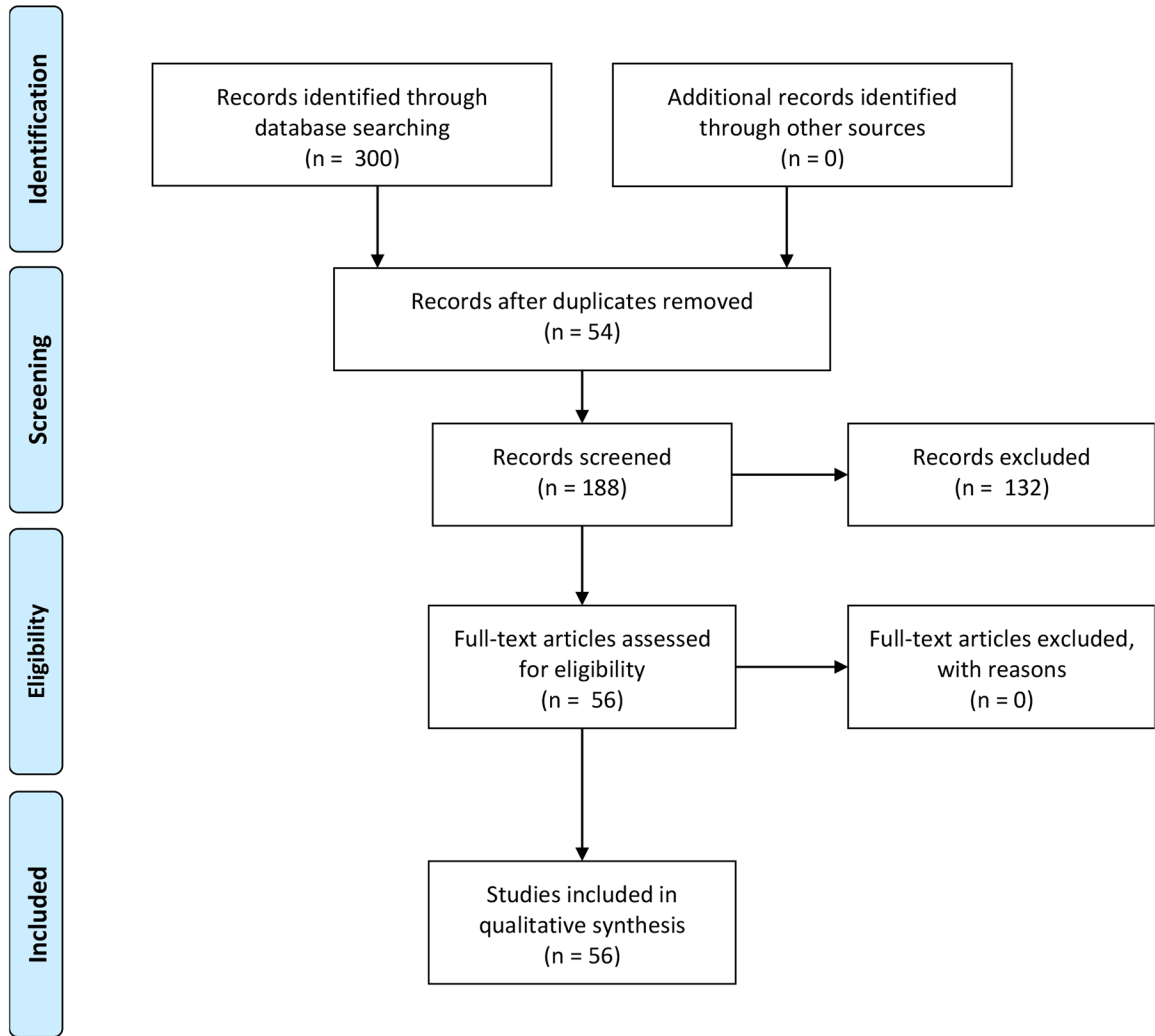 Identification
Records identified through
database searching
(n =  300)
Additional records identified
through other sources
(n = 0)
Screening
Records after duplicates removed
(n = 54)
Records screened
(n = 188)
Records excluded
(n =  132)
Eligibility
Full-text articles assessed
for eligibility
(n =  56)
Full-text articles excluded,
with reasons
(n = 0)
Included
Studies included in
qualitative synthesis
(n = 56)